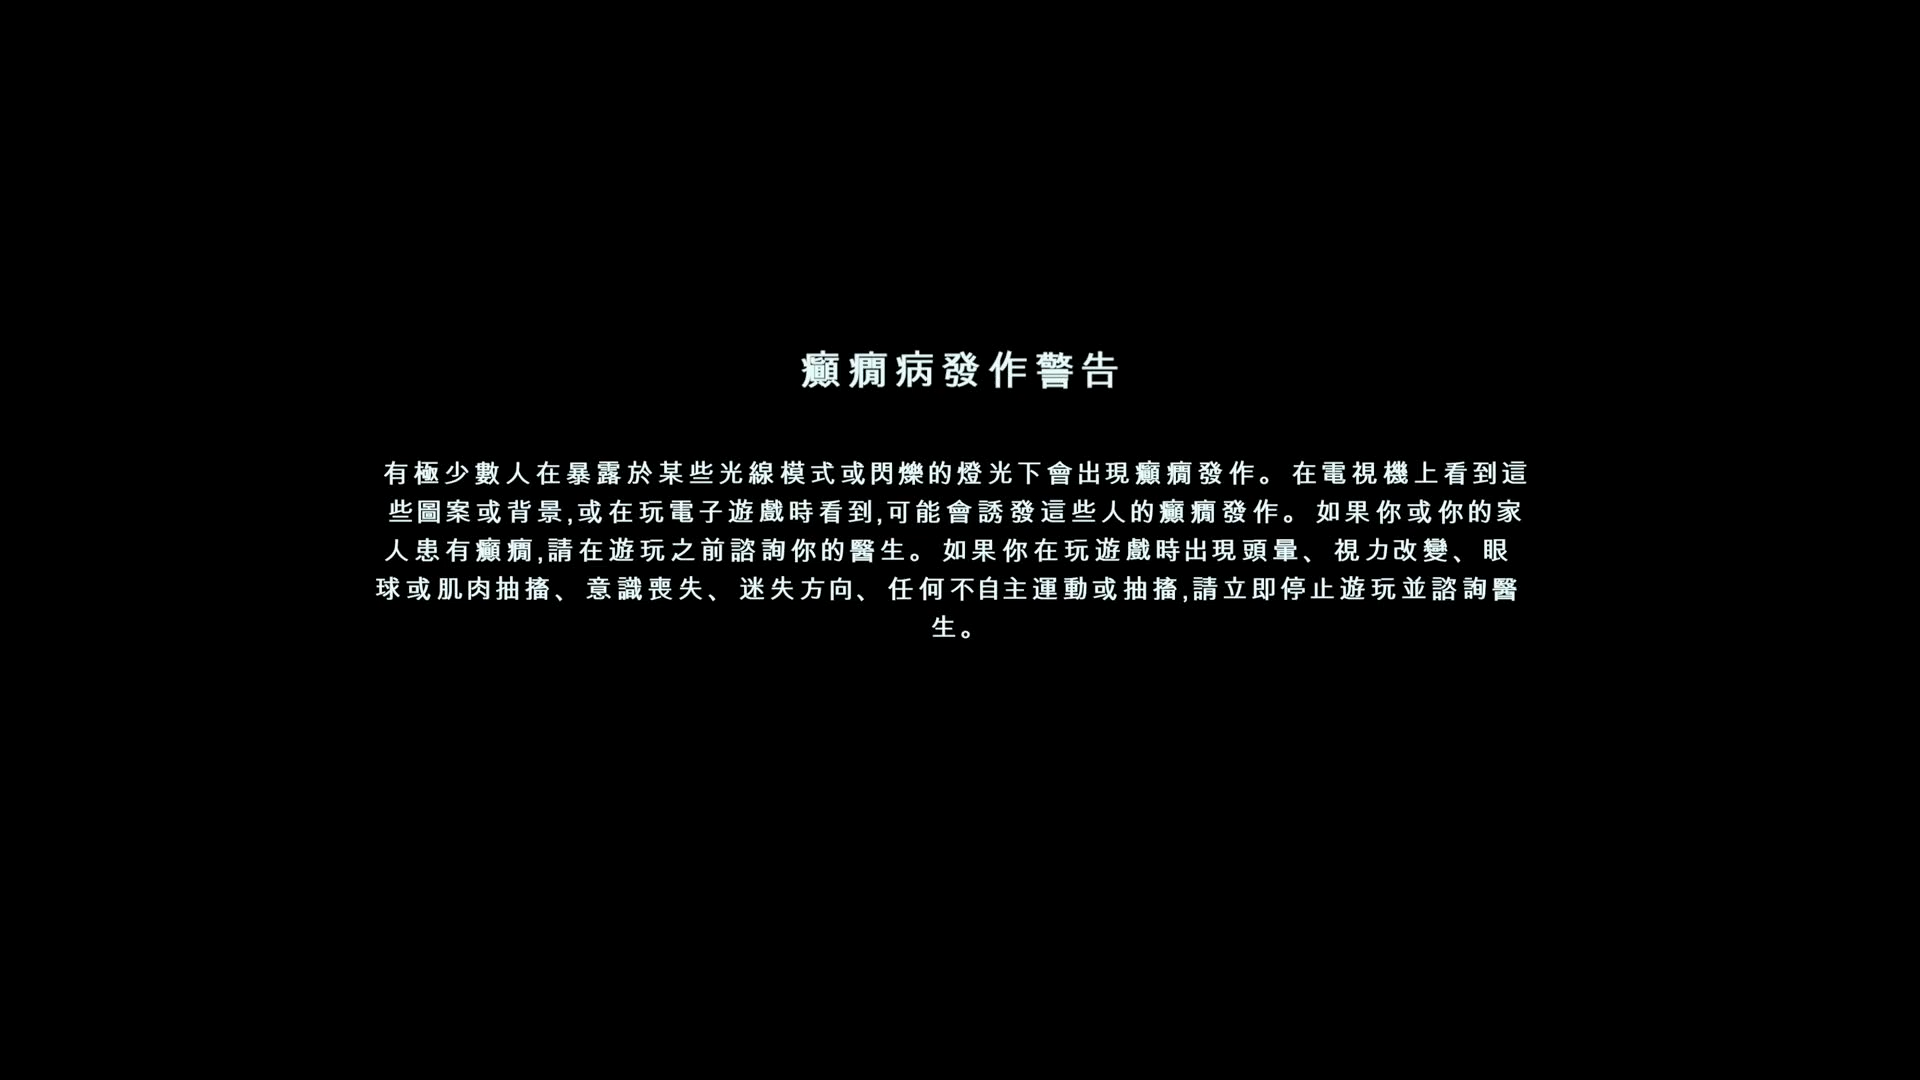 癲癇病發作警告
有極少數人在暴露於某些光線模式或閃爍的燈光下會出現癲癇發作。在電視機上看到這
些圖案或背景,或在玩電子遊戲時看到,可能會誘發這些人的癲癇發作。如果你或你的家
人患有癲癇,請在遊玩之前諮詢你的醫生。如果你在玩遊戲時出現頭暈、視力改變、眼
球或肌肉抽搐、意識喪失、迷失方向、任何不自主運動或抽搐,請立即停止遊玩並諮詢醫
生。